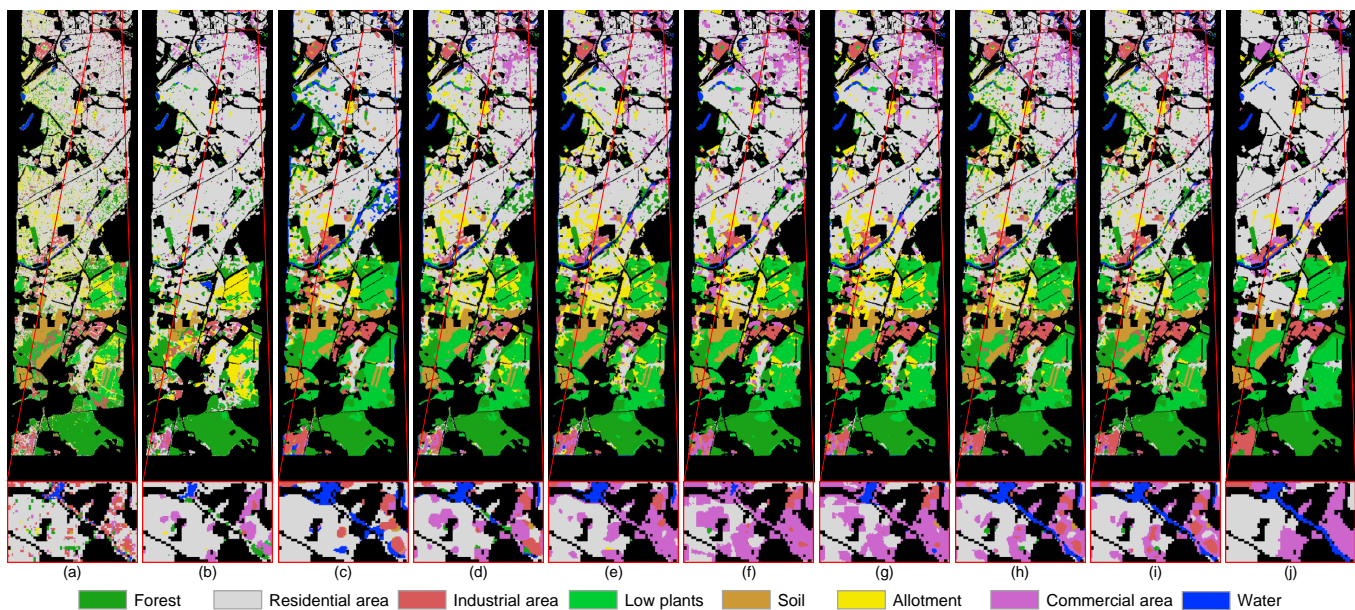 (a) (b) (c) (d) (e) (f) (g) (h) (i) (j)
Forest Residential area Industrial area Low plants Soil Allotment Commercial area Water